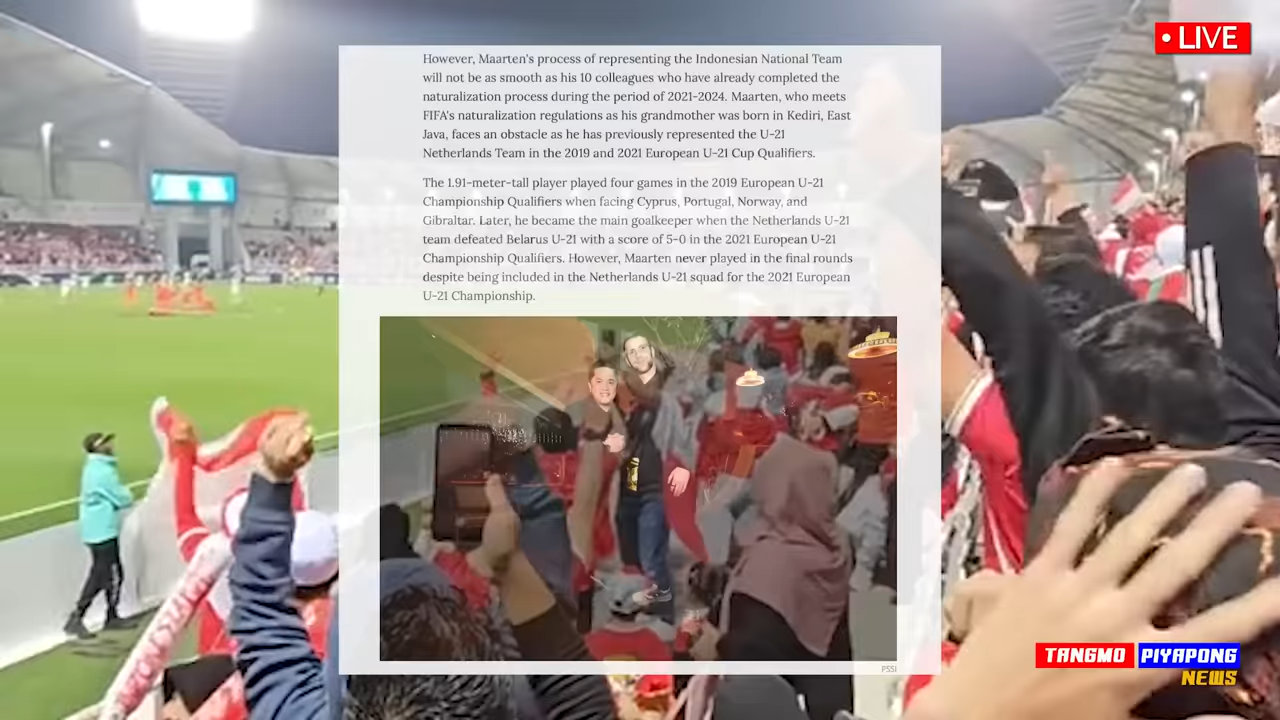 • LIVE
However, Maarten's process of representing the Indonesian National Team
will not be as smooth as his 10 colleagues who have already completed the
naturalization process during the period of 2021-2024. Maarten, who meets
FIFA's naturalization regulations as his grandmother was born in Kediri, East
Java, faces an obstacle as he has previously represented the U-21
Netherlands Team in the 2019 and 2021 European U-21 Cup Qualifiers.
The 1.91-meter-tall player played four games in the 2019 European U-21
Championship Qualifiers when facing Cyprus, Portugal, Norway, and
Gibraltar. Later, he became the main goalkeeper when the Netherlands U-21
team defeated Belarus U-21 with a score of 5-0 in the 2021 European U-21
Championship Qualifiers. However, Maarten never played in the final rounds
despite being included in the Netherlands U-21 squad for the 2021 European
U-21 Championship.
PSSI
TANGMO PIYAPONG
NEWS